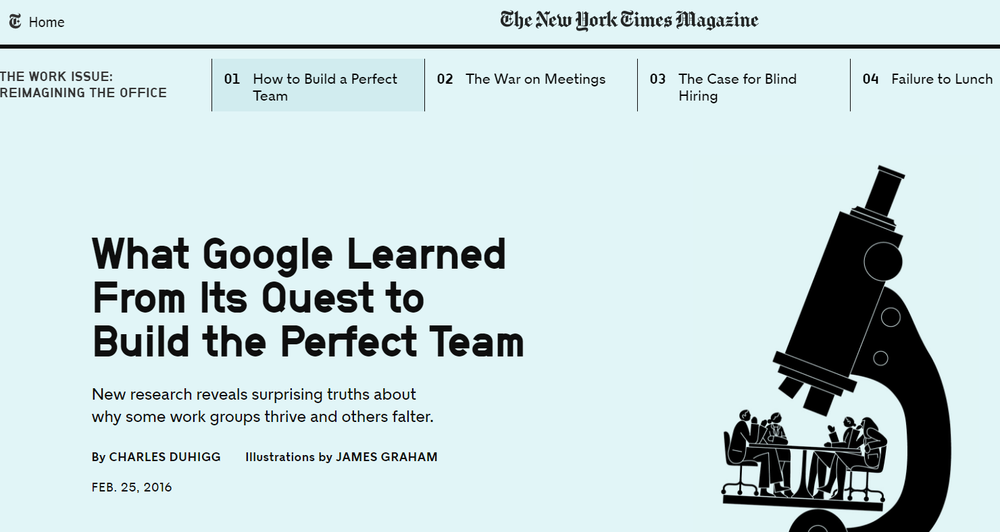 T Home
The New York Times Magazine
THE WORK ISSUE:
REIMAGINING THE OFFICE
01 How to Build a Perfect
Team
02 The War on Meetings
03 The Case for Blind
Hiring
04 Failure to Lunch
What Google Learned
From Its Quest to
Build the Perfect Team
New research reveals surprising truths about
why some work groups thrive and others falter.
By CHARLES DUHIGG Illustrations by JAMES GRAHAM
FEB. 25, 2016